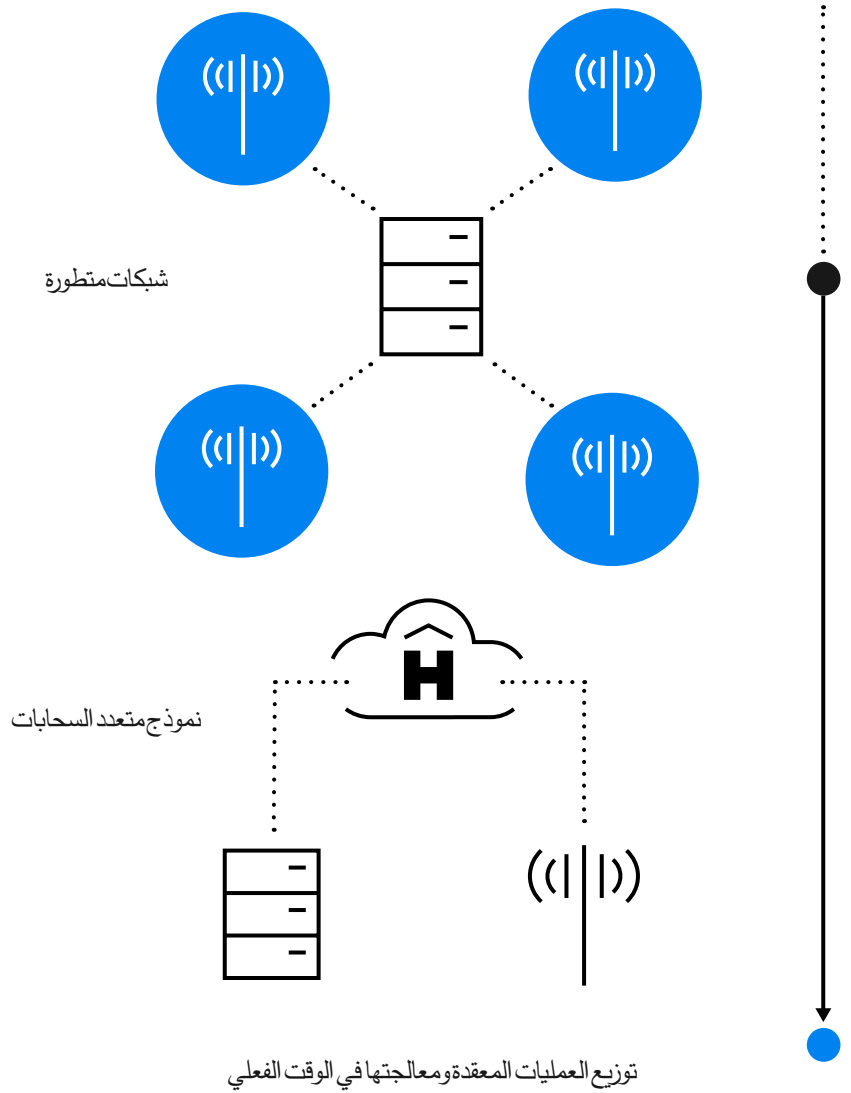 شبكات متطورة
H
نموذج متعدد السحابات
توزيع العمليات المعقدة ومعالجتها في الوقت الفعلي